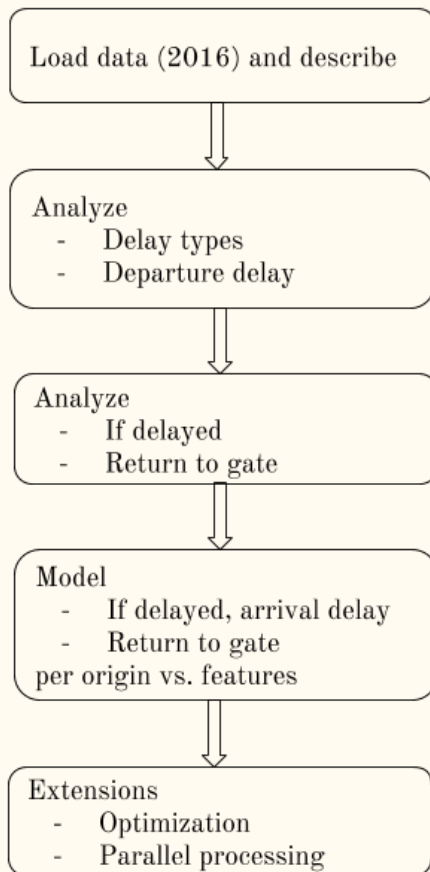 Load data (2016) and describe
Analyze
- Delay types
- Departure delay
Analyze
- If delayed
- Return to gate
Model
- If delayed, arrival delay
- Return to gate
per origin vs. features
Extensions
- Optimization
- Parallel processing